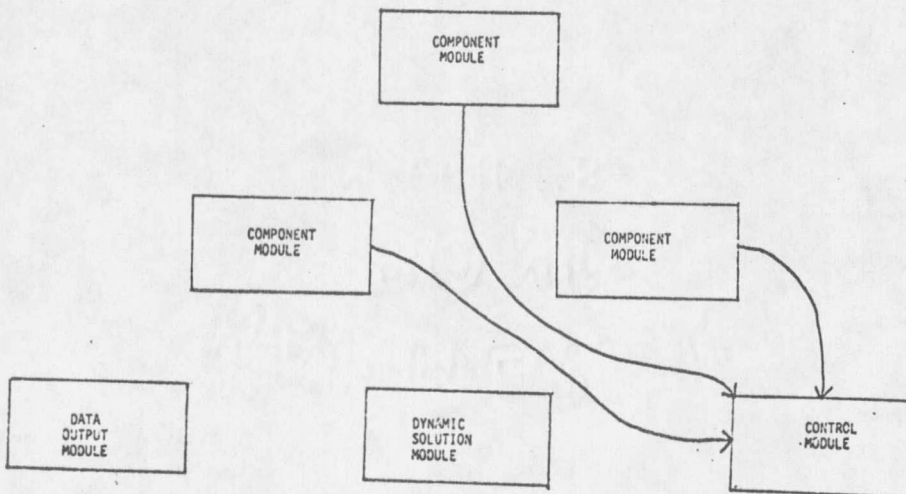 COMPONENT
MODULE
COMPONENT
MODULE
COMPONENT
MODULE
DATA
OUTPUT
MODULE
DYNAMIC
SOLUTION
MODULE
CONTROL
MODULE